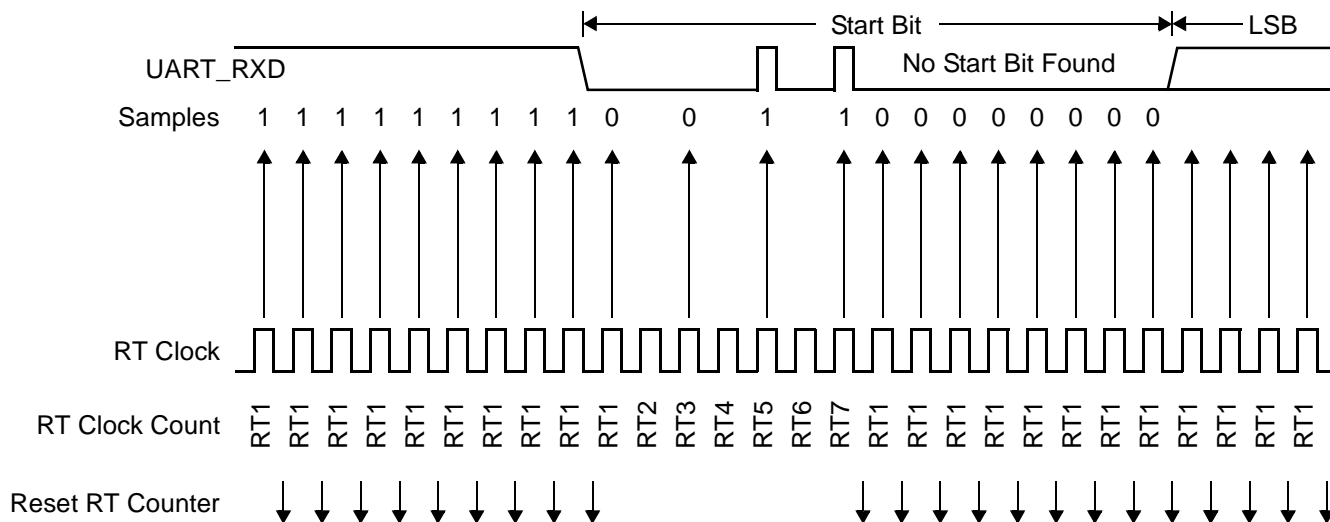 Start Bit LSB
UART_RXD No Start Bit Found
Samples 1 1 1 1 1 1 1 1 1 0 0 1 1 0 0 0 0 0 0 0 0
RT Clock
RT Clock Count RT1 RT1 RT1 RT1 RT1 RT1 RT1 RT1 RT1 RT1 RT2 RT3 RT4 RT5 RT6 RT7 RT1 RT1 RT1 RT1 RT1 RT1 RT1 RT1 RT1 RT1 RT1 RT1
Reset RT Counter